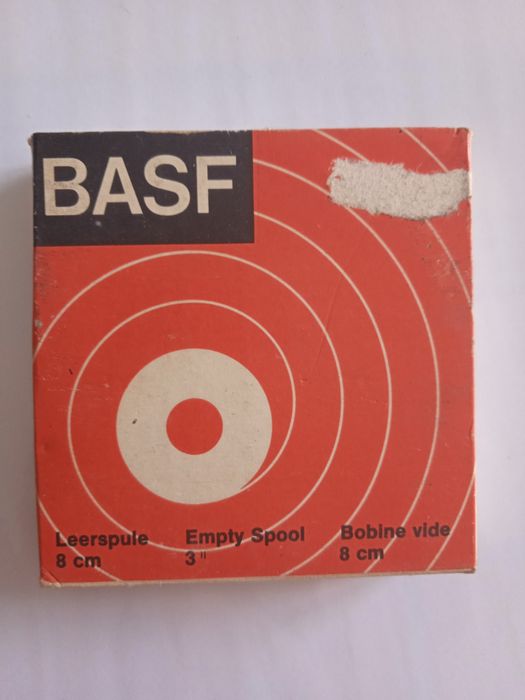 BASF
Leerspule Empty Spool Bobine vide
8 cm 3" 8 cm